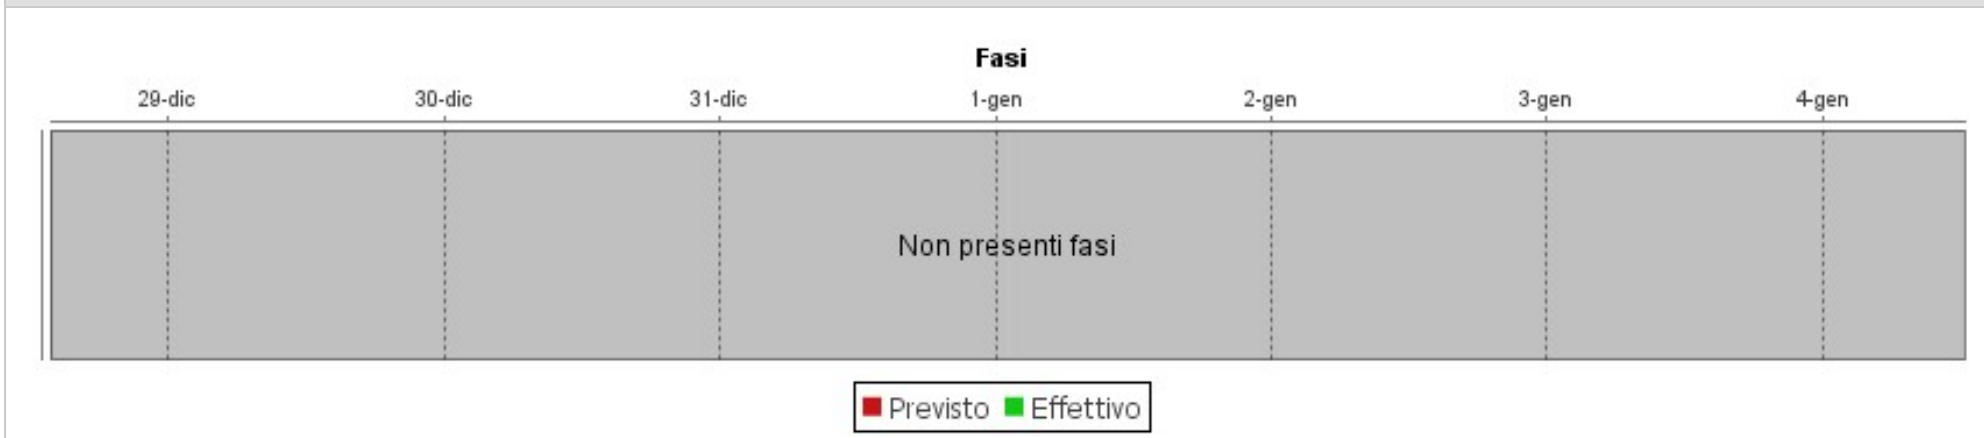 Fasi
29-dic 30-dic 31-dic 1-gen 2-gen 3-gen 4-gen
Non presenti fasi
Previsto Effettivo